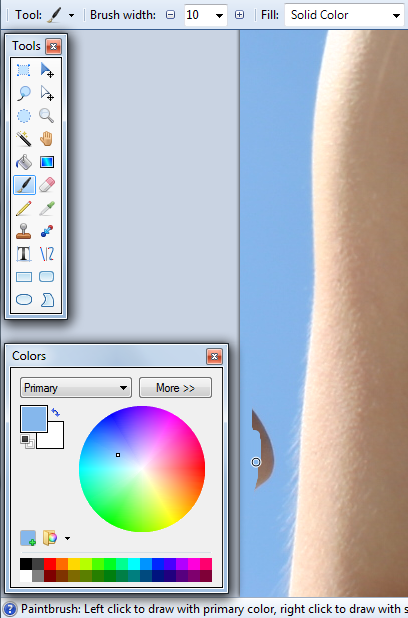 Tool: Brush width: 10 Fill: Solid Color
Tools
Colors
Primary More >>
Paintbrush: Left click to draw with primary color, right click to draw with s